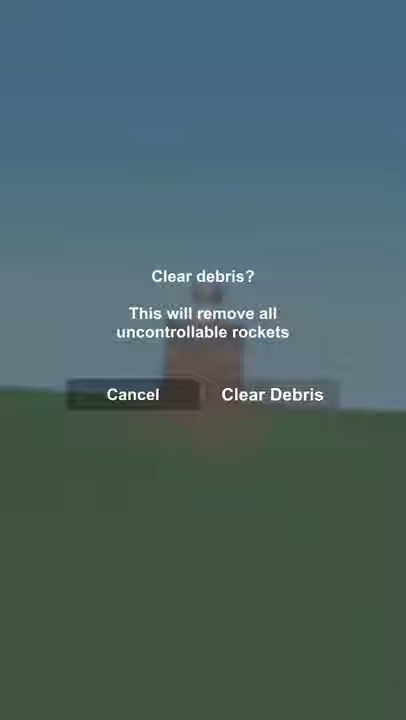 Clear debris?
This will remove all
uncontrollable rockets
Cancel
Clear Debris